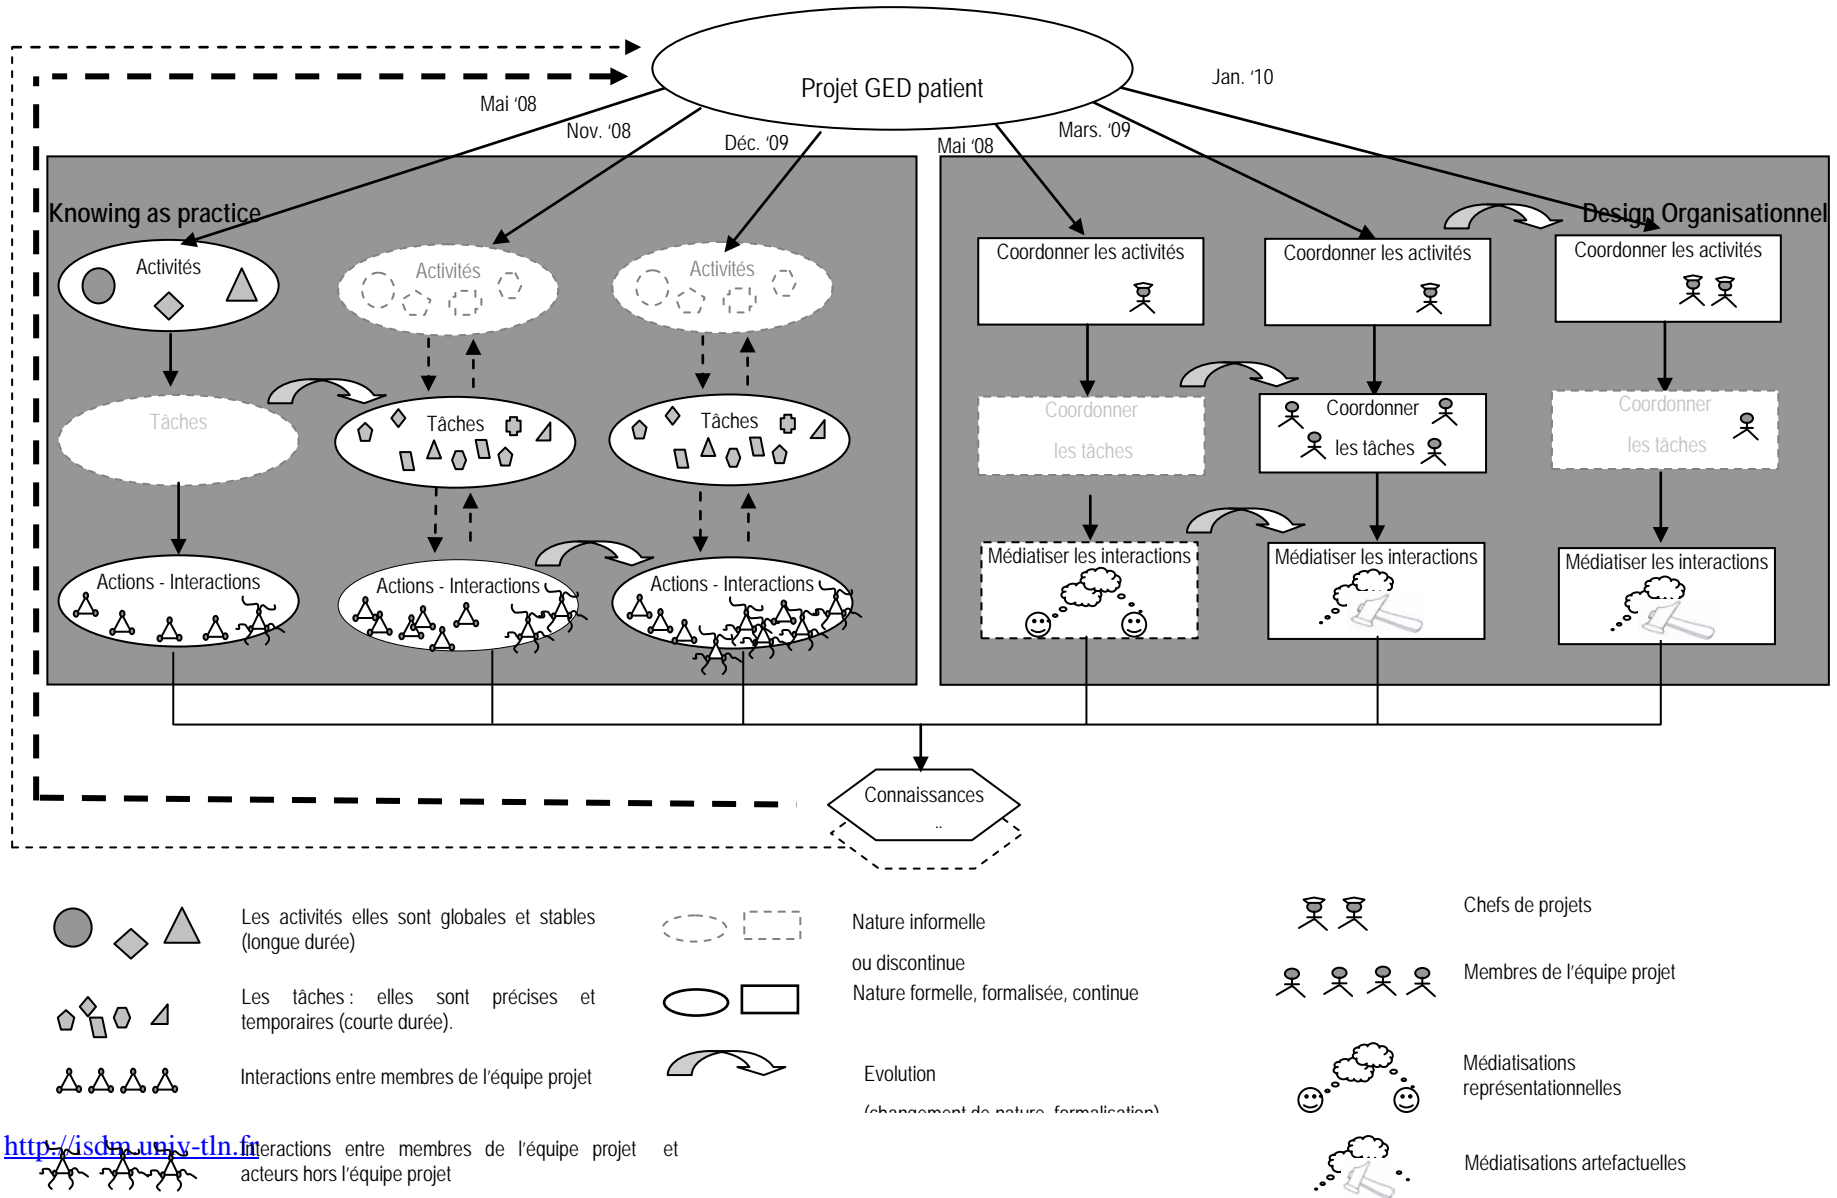 Projet GED patient
Mai ‘08
Nov. ‘08
Déc. ‘09
Mai ‘08
Mars. ‘09
Jan. ‘10
Knowing as practice
Design Organisationnel
Activités
Activités
Activités
Coordonner les activités
Coordonner les activités
Coordonner les activités
Tâches
Tâches
Tâches
Coordonner
les tâches
Coordonner
les tâches
Coordonner
les tâches
Actions - Interactions
Actions - Interactions
Actions - Interactions
Médiatiser les interactions
Médiatiser les interactions
Médiatiser les interactions
Connaissances
Les activités elles sont globales et stables
(longue durée)
Les tâches : elles sont précises et
temporaires (courte durée).
Interactions entre membres de l’équipe projet
Interactions entre membres de l’équipe projet et
acteurs hors l’équipe projet
Nature informelle
ou discontinue
Nature formelle, formalisée, continue
Evolution
(changement de nature, formalisation)
Chefs de projets
Membres de l’équipe projet
Médiatisations
représentationnelles
Médiatisations artefactuelles
http://isdm.univ-tln.fr